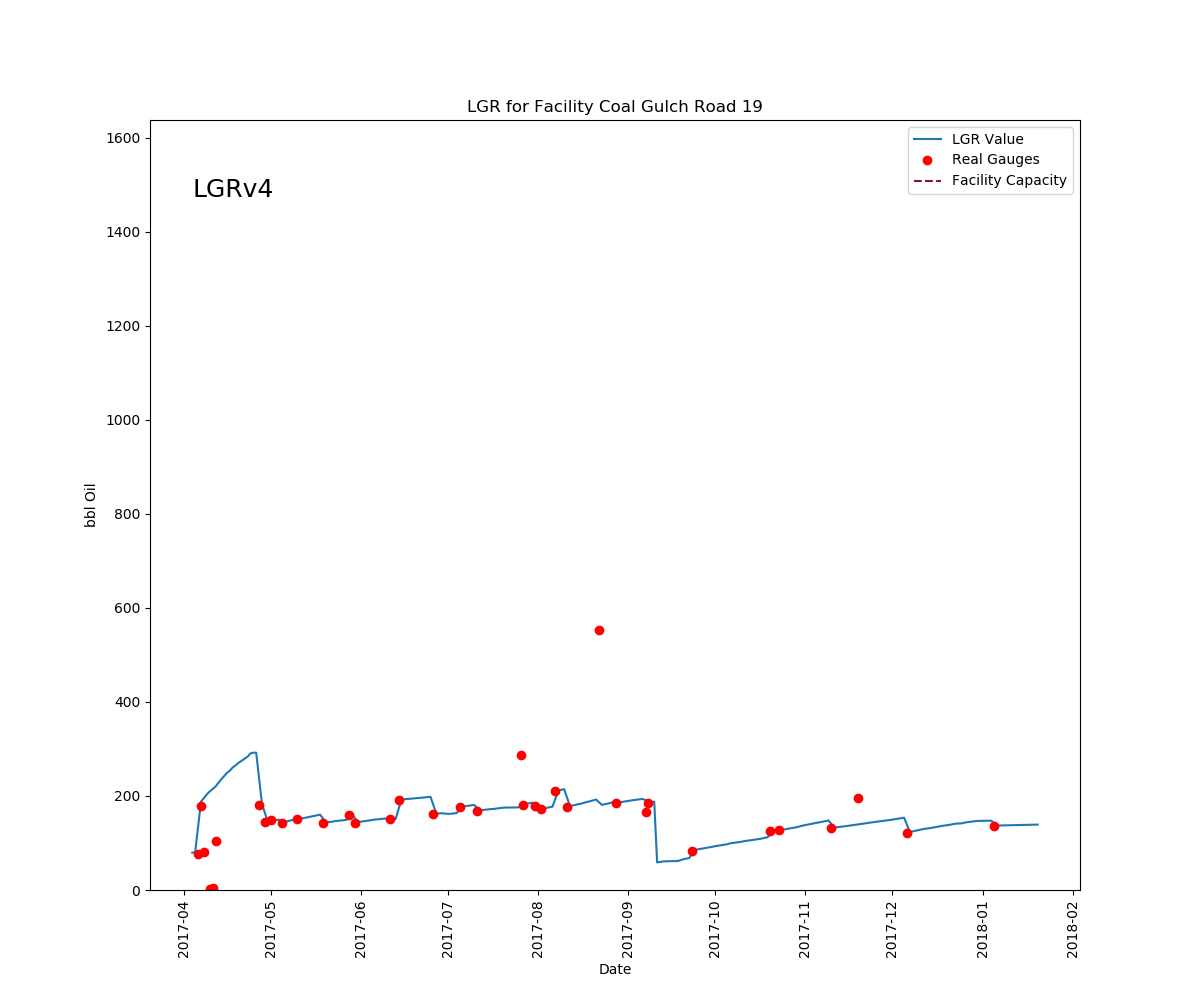 LGR for Facility Coal Gulch Road 19
LGRv4
LGR Value
Real Gauges
Facility Capacity
1600
1400
1200
1000
800
600
400
200
0
bbl Oil
2017-04
2017-05
2017-06
2017-07
2017-08
2017-09
2017-10
2017-11
2017-12
2018-01
2018-02
Date